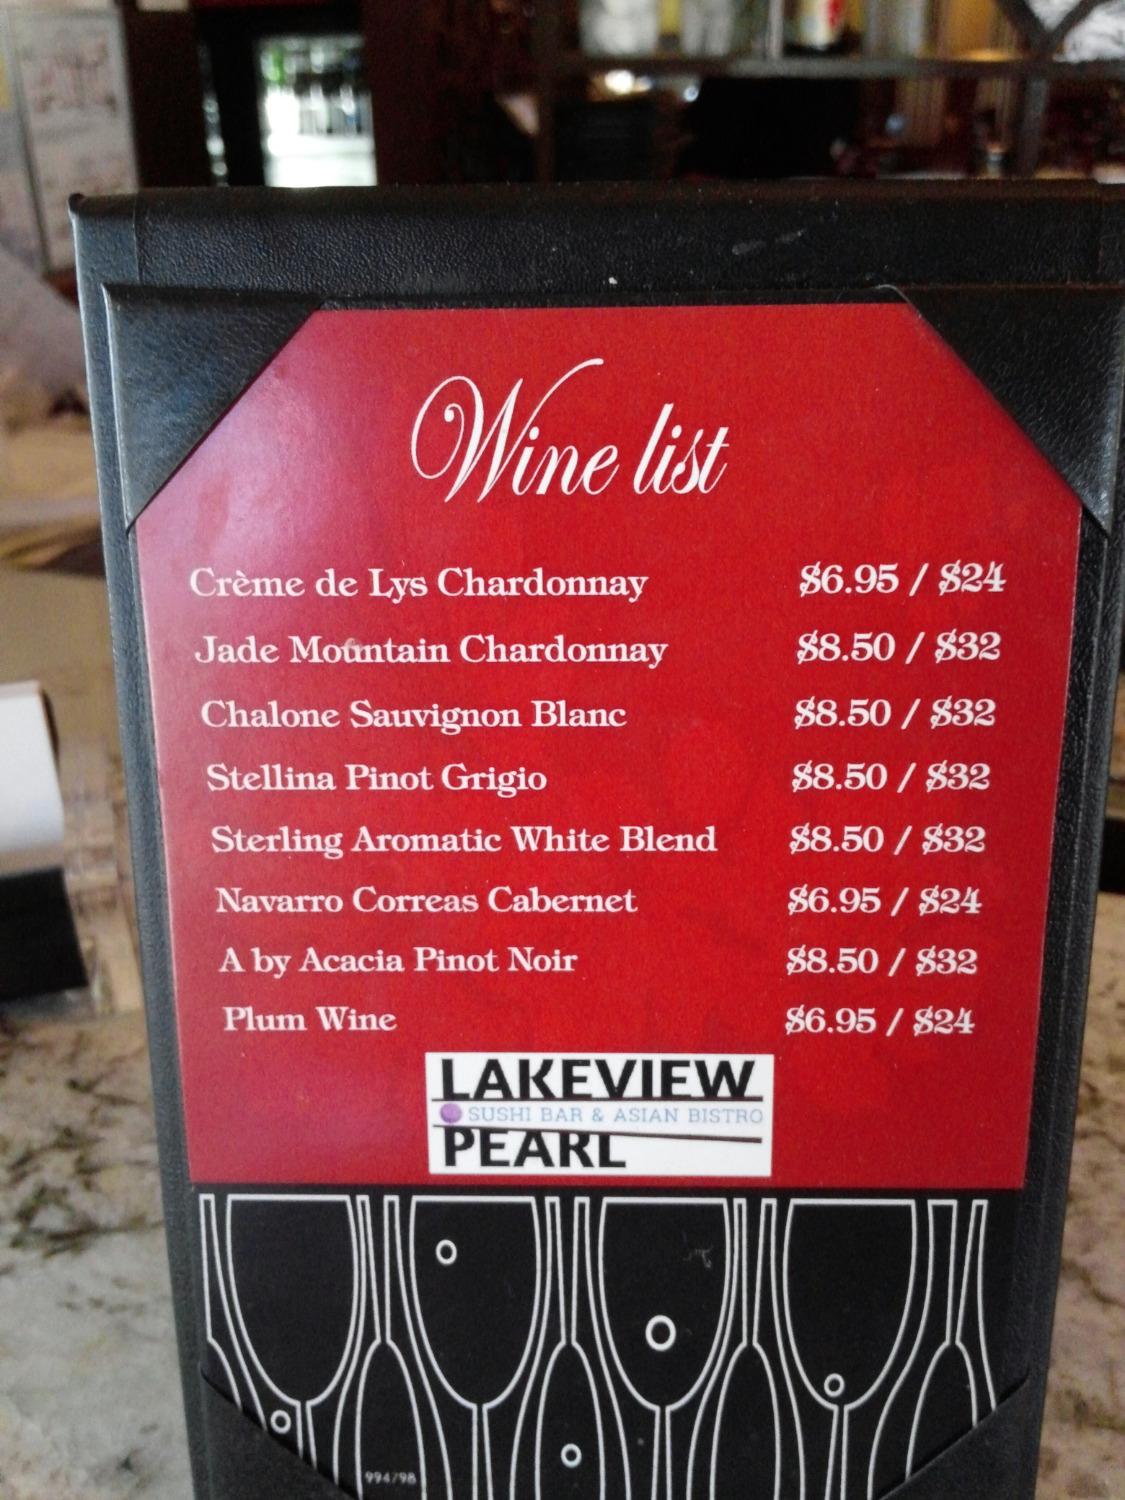 Wine list
Crème de Lys Chardonnay $6.95 / $24
Jade Mountain Chardonnay $8.50 / $32
Chalone Sauvignon Blanc $8.50 / $32
Stellina Pinot Grigio $8.50 / $32
Sterling Aromatic White Blend $8.50 / $32
Navarro Correas Cabernet $6.95 / $24
A by Acacia Pinot Noir $8.50 / $32
Plum Wine $6.95 / $24
LAKEVIEW
SUSHI BAR & ASIAN BISTRO
PEARL
994798